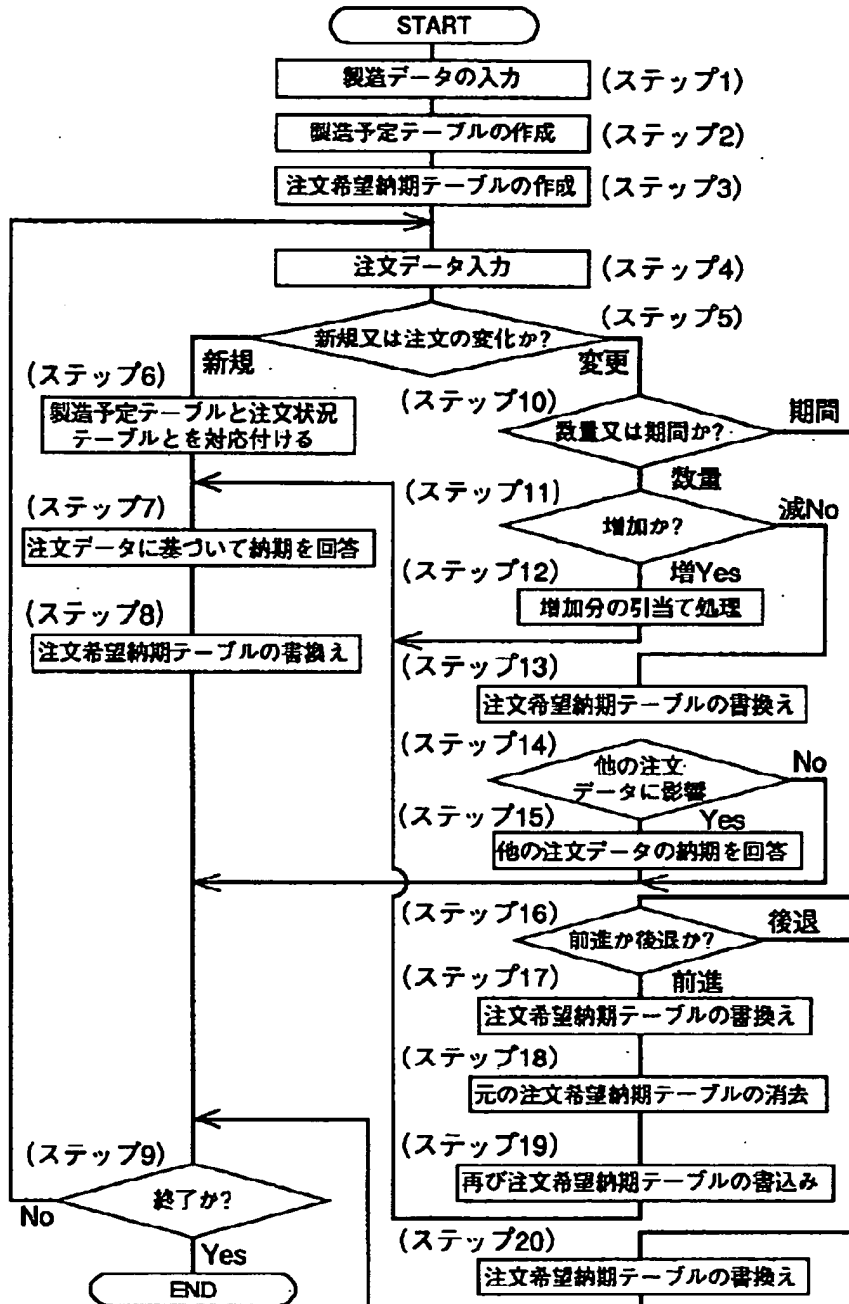 START
製造データの入力 (ステップ1)
製造予定テーブルの作成 (ステップ2)
注文希望納期テーブルの作成 (ステップ3)
注文データ入力 (ステップ4)
(ステップ5)
新規又は注文の変化か?
新規
変更
(ステップ6)
製造予定テーブルと注文状況
テーブルとを対応付ける
(ステップ7)
注文データに基づいて納期を回答
(ステップ8)
注文希望納期テーブルの書換え
(ステップ9)
終了か?
No
Yes
END
(ステップ10)
数量又は期間か?
期間
数量
(ステップ11)
増加か?
減No
増Yes
(ステップ12)
増加分の引当て処理
(ステップ13)
注文希望納期テーブルの書換え
(ステップ14)
他の注文
データに影響
No
Yes
(ステップ15)
他の注文データの納期を回答
(ステップ16)
前進か後退か?
後退
前進
(ステップ17)
注文希望納期テーブルの書換え
(ステップ18)
元の注文希望納期テーブルの消去
(ステップ19)
再び注文希望納期テーブルの書込み
(ステップ20)
注文希望納期テーブルの書換え